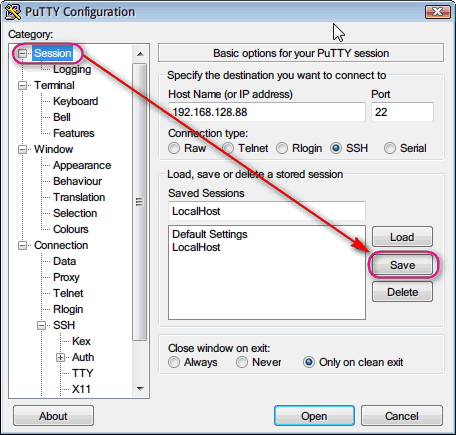 PuTTY Configuration
Category:
Session
Logging
Terminal
Keyboard
Bell
Features
Window
Appearance
Behaviour
Translation
Selection
Colours
Connection
Data
Proxy
Telnet
Rlogin
SSH
Kex
Auth
TTY
X11
Basic options for your PuTTY session
Specify the destination you want to connect to
Host Name (or IP address) Port
192.168.128.88 22
Connection type:
Raw Telnet Rlogin SSH Serial
Load, save or delete a stored session
Saved Sessions
LocalHost
Default Settings
LocalHost
Load
Save
Delete
Close window on exit:
Always Never Only on clean exit
About Open Cancel